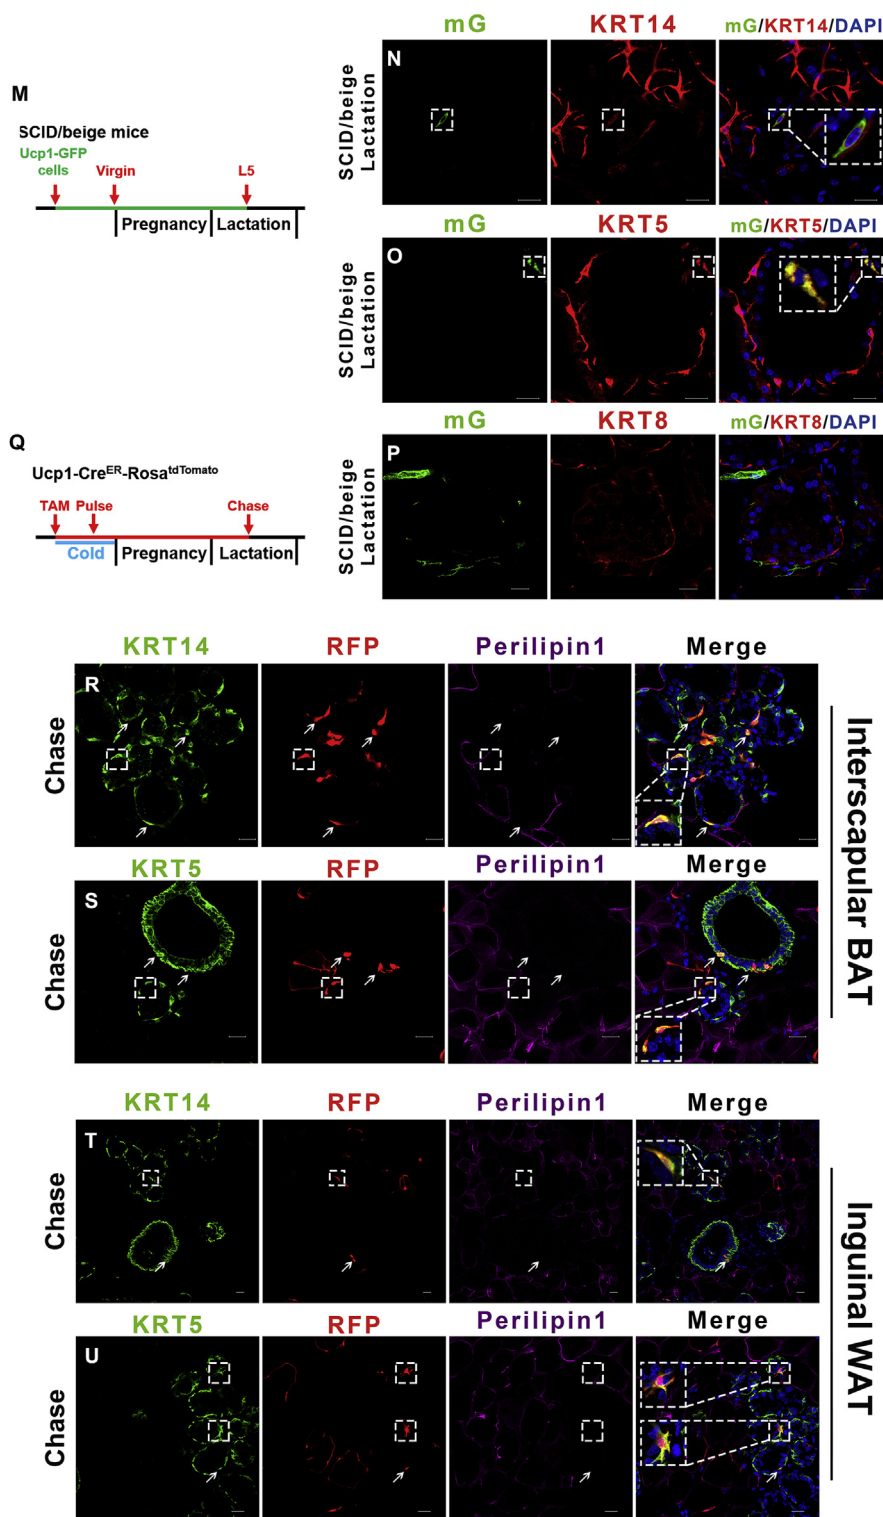 M
SCID/beige mice
Ucp1-GFP
cells
Virgin
L5
Pregnancy
Lactation
mG
KRT14
mG/KRT14/DAPI
SCID/beige
Lactation
N
mG
KRT5
mG/KRT5/DAPI
SCID/beige
Lactation
O
mG
KRT8
mG/KRT8/DAPI
SCID/beige
Lactation
P
Q
Ucp1-CreER-RosatdTomato
TAM
Pulse
Chase
Cold
Pregnancy
Lactation
KRT14
RFP
Perilipin1
Merge
Chase
R
KRT5
RFP
Perilipin1
Merge
Chase
S
Interscapular BAT
KRT14
RFP
Perilipin1
Merge
Chase
T
KRT5
RFP
Perilipin1
Merge
Chase
U
Inguinal WAT